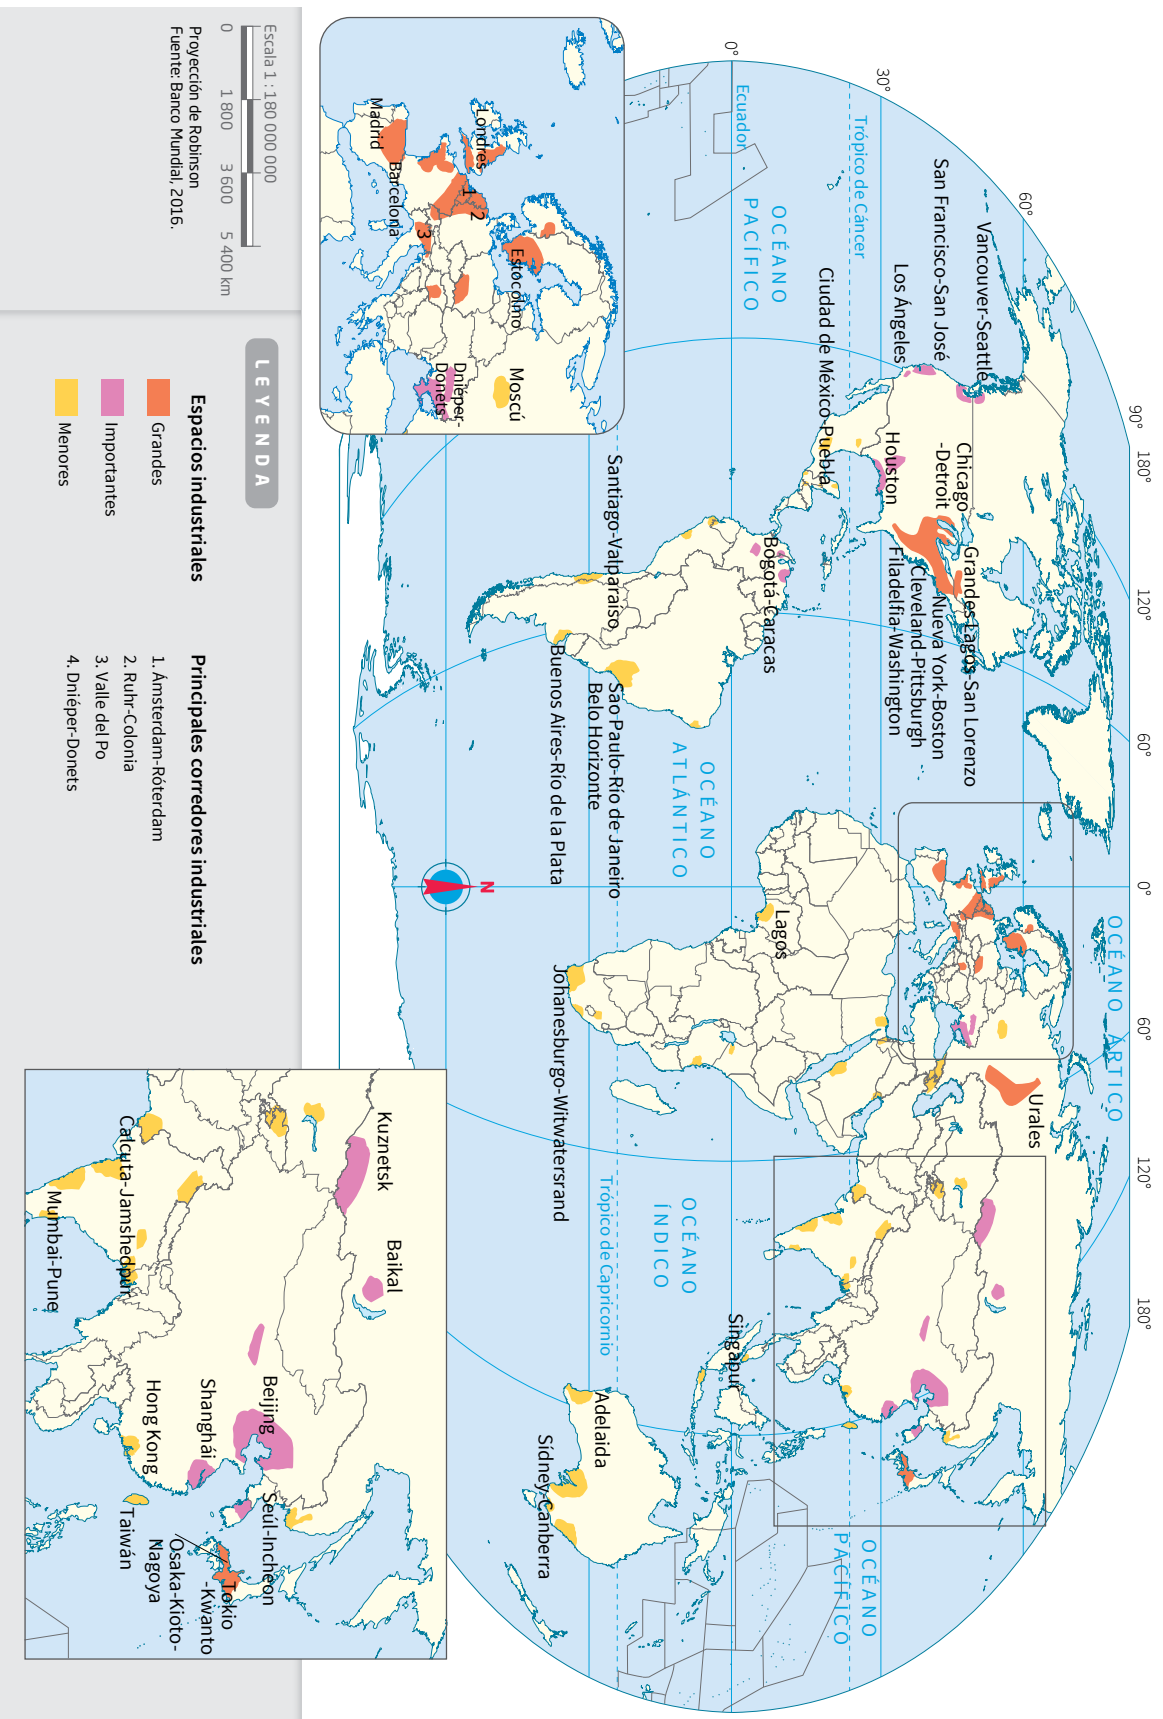 OCÉANO ÁRTICO
90°
180°
120°
60°
0°
60°
120°
180°
60°
30°
0°
Vancouver-Seattle
San Francisco-San José
Los Ángeles
Ciudad de México-Puebla
Houston
Chicago
-Detroit
Grandes Lagos-San Lorenzo
Nueva York-Boston
Cleveland-Pittsburgh
Filadelfia-Washington
Trópico de Cáncer
Ecuador
OCÉANO
PACÍFICO
Bogotá-Caracas
Santiago-Valparaíso
Sao Paulo-Río de Janeiro
Belo Horizonte
Buenos Aires-Río de la Plata
OCÉANO
ATLÁNTICO
Lagos
Johanesburgo-Witwatersrand
Urales
OCÉANO
ÍNDICO
Trópico de Capricornio
Singapur
Adelaida
Sídney-Canberra
OCÉANO
PACÍFICO
N
Londres
Madrid
Barcelona
1
2
3
Estocolmo
Moscú
Dniéper-
Donets
Kuznetsk
Baikal
Calcuta-Jamshedpur
Mumbai-Pune
Beijing
Shanghái
Hong Kong
Seúl-Incheon
Taiwán
Tokio
-Kwanto
Osaka-Kioto-
Nagoya
Escala 1 : 180 000 000
0 1 800 3 600 5 400 km
Proyección de Robinson
Fuente: Banco Mundial, 2016.
LEYENDA
Espacios industriales
Grandes
Importantes
Menores
Principales corredores industriales
1. Ámsterdam-Róterdam
2. Ruhr-Colonia
3. Valle del Po
4. Dniéper-Donets